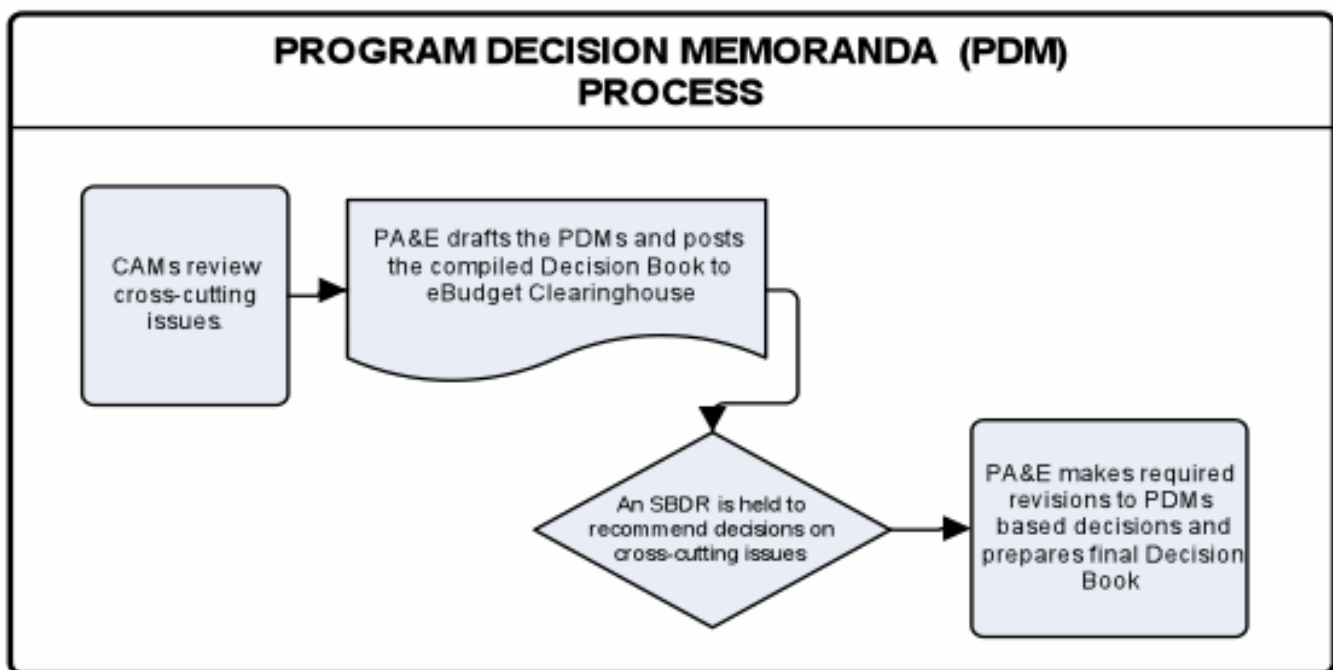 PROGRAM DECISION MEMORANDA (PDM)
PROCESS
CAMs review
cross-cutting
issues.
PA&E drafts the PDMs and posts
the compiled Decision Book to
eBudget Clearinghouse
An SBDR is held to
recommend decisions on
cross-cutting issues
PA&E makes required
revisions to PDMs
based decisions and
prepares final Decision
Book